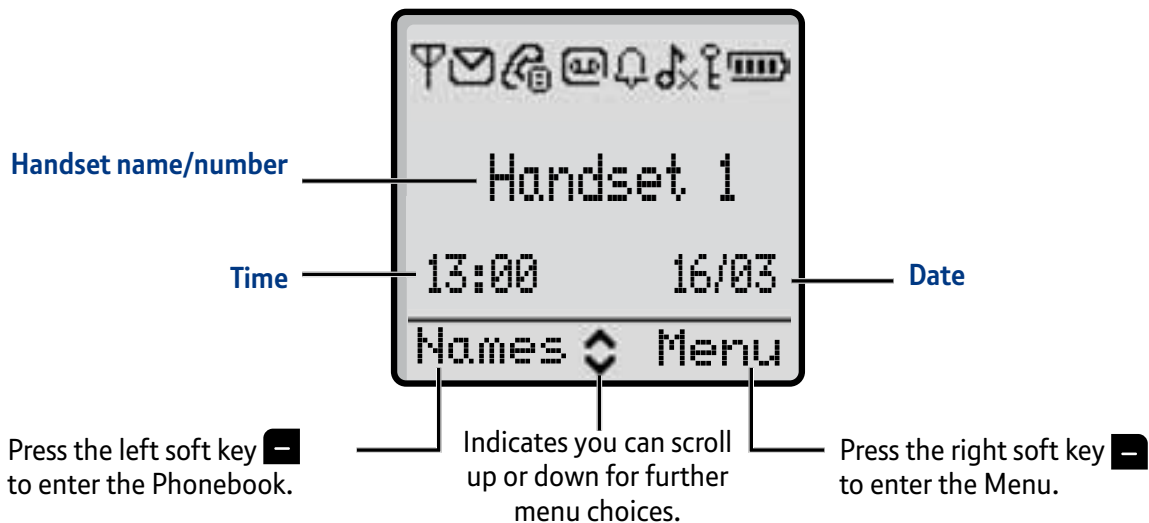 Handset name/number
Handset 1
Time
13:00
16/03
Date
Names
Menu
Press the left soft key
to enter the Phonebook.
Indicates you can scroll
up or down for further
menu choices.
Press the right soft key
to enter the Menu.